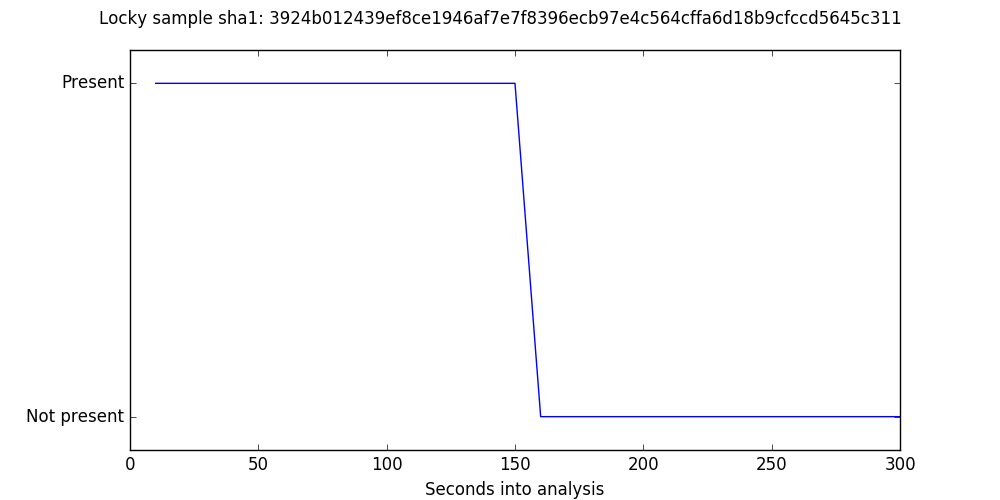 Locky sample sha1: 3924b012439ef8ce1946af7e7f8396ecb97e4c564cffa6d18b9cfccd5645c311
Present
Not present
0 50 100 150 200 250 300
Seconds into analysis